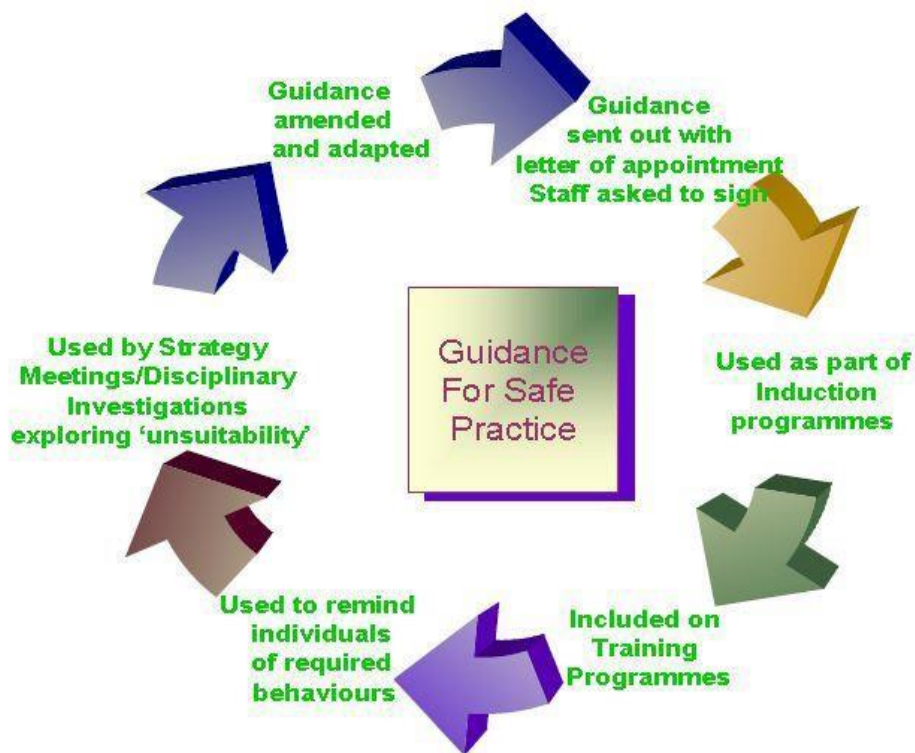 Guidance
amended
and adapted
Guidance
sent out with
letter of appointment
Staff asked to sign
Used as part of
Induction
programmes
Included on
Training
Programmes
Used to remind
individuals
of required
behaviours
Used by Strategy
Meetings/Disciplinary
Investigations
exploring ‘unsuitability’
Guidance
For Safe
Practice